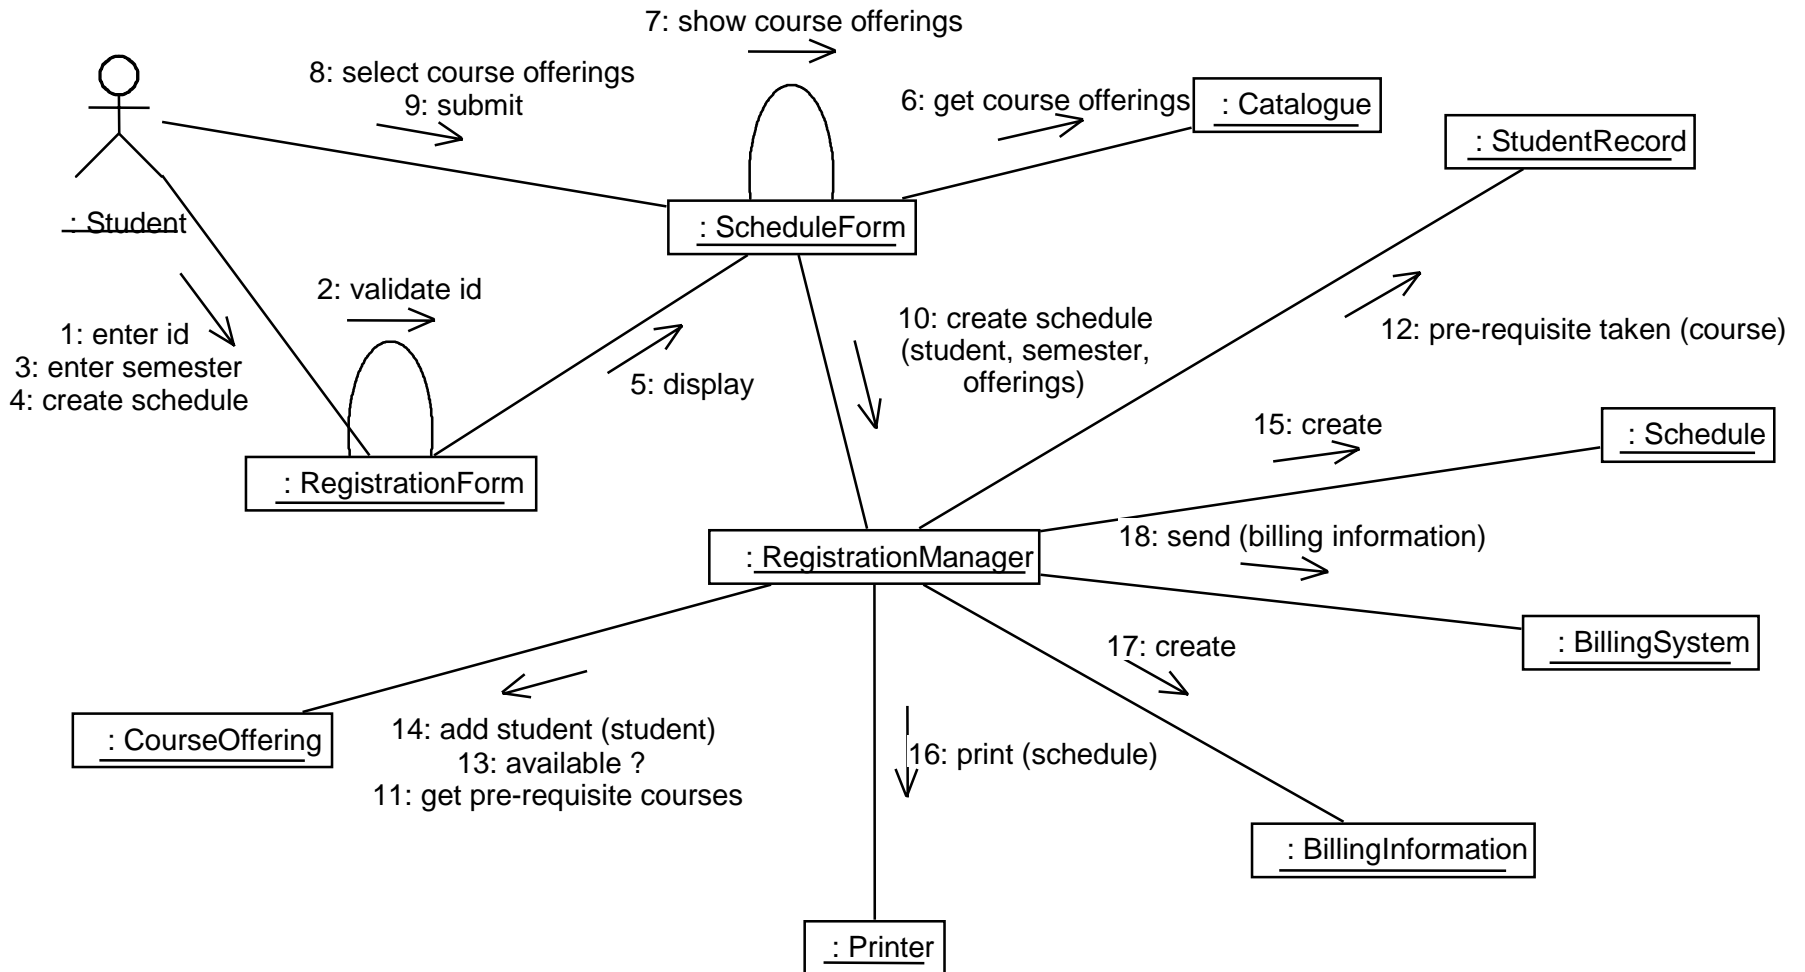 7: show course offerings
8: select course offerings
9: submit
6: get course offerings
: Catalogue
: StudentRecord
: Student
: ScheduleForm
2: validate id
1: enter id
3: enter semester
4: create schedule
5: display
10: create schedule
(student, semester,
offerings)
12: pre-requisite taken (course)
15: create
: Schedule
: RegistrationForm
18: send (billing information)
: RegistrationManager
17: create
: BillingSystem
: CourseOffering
14: add student (student)
13: available ?
11: get pre-requisite courses
16: print (schedule)
: BillingInformation
: Printer